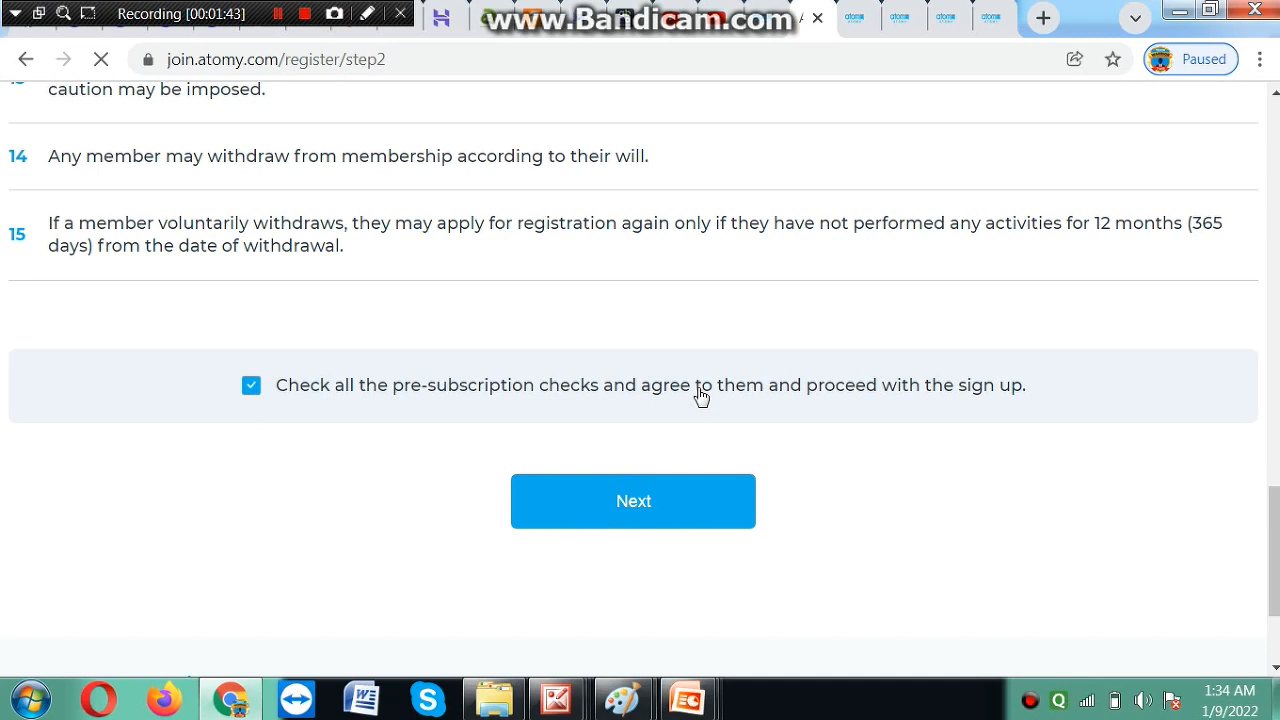 Recording [00:01:43]
www.Bandicam.com
atom
atom
atom
atom
join.atomy.com/register/step2
Paused
caution may be imposed.
14 Any member may withdraw from membership according to their will.
15 If a member voluntarily withdraws, they may apply for registration again only if they have not performed any activities for 12 months (365
days) from the date of withdrawal.
Check all the pre-subscription checks and agree to them and proceed with the sign up.
Next
1:34 AM
1/9/2022